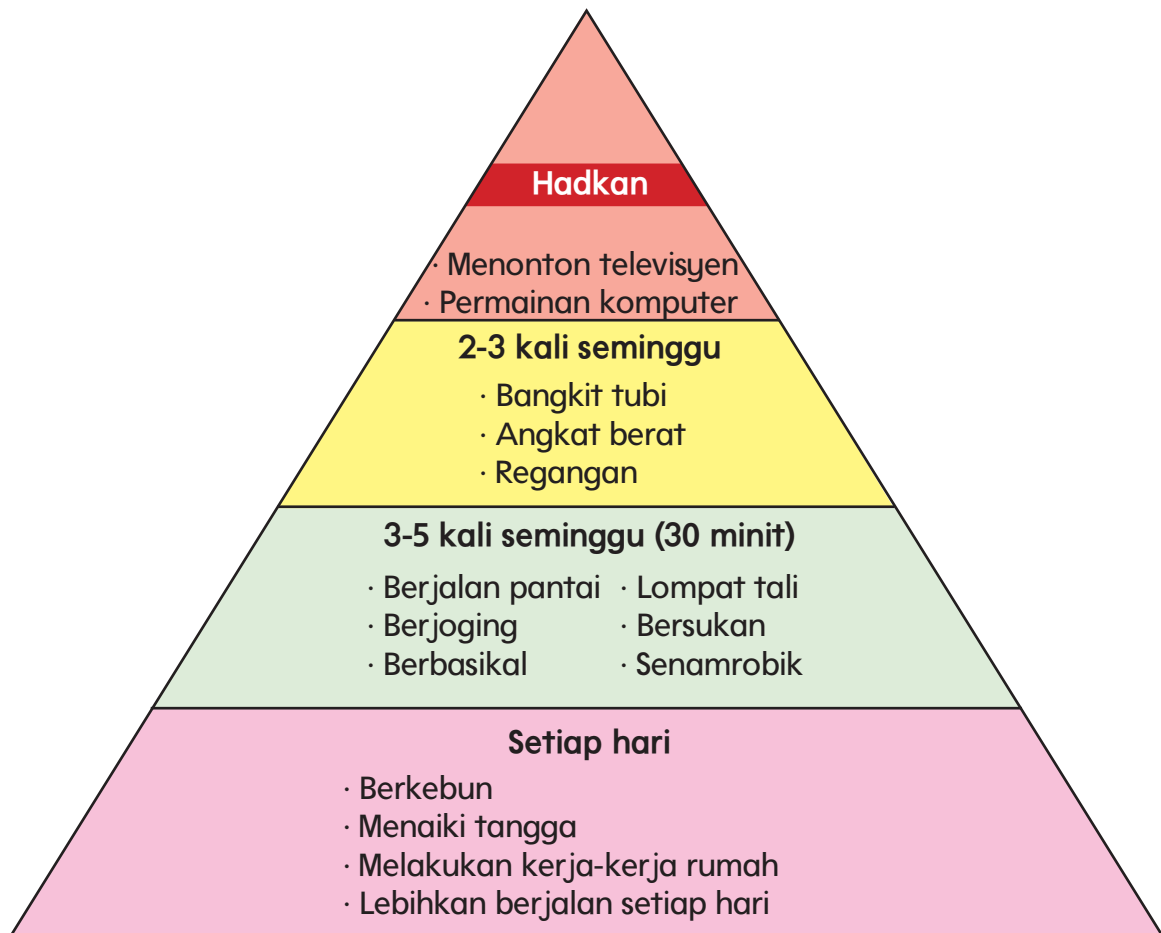 Hadkan
· Menonton televisyen
· Permainan komputer
2-3 kali seminggu
· Bangkit tubi
· Angkat berat
· Regangan
3-5 kali seminggu (30 minit)
· Berjalan pantai · Lompat tali
· Berjoging · Bersukan
· Berbasikal · Senamrobik
Setiap hari
· Berkebun
· Menaiki tangga
· Melakukan kerja-kerja rumah
· Lebihkan berjalan setiap hari